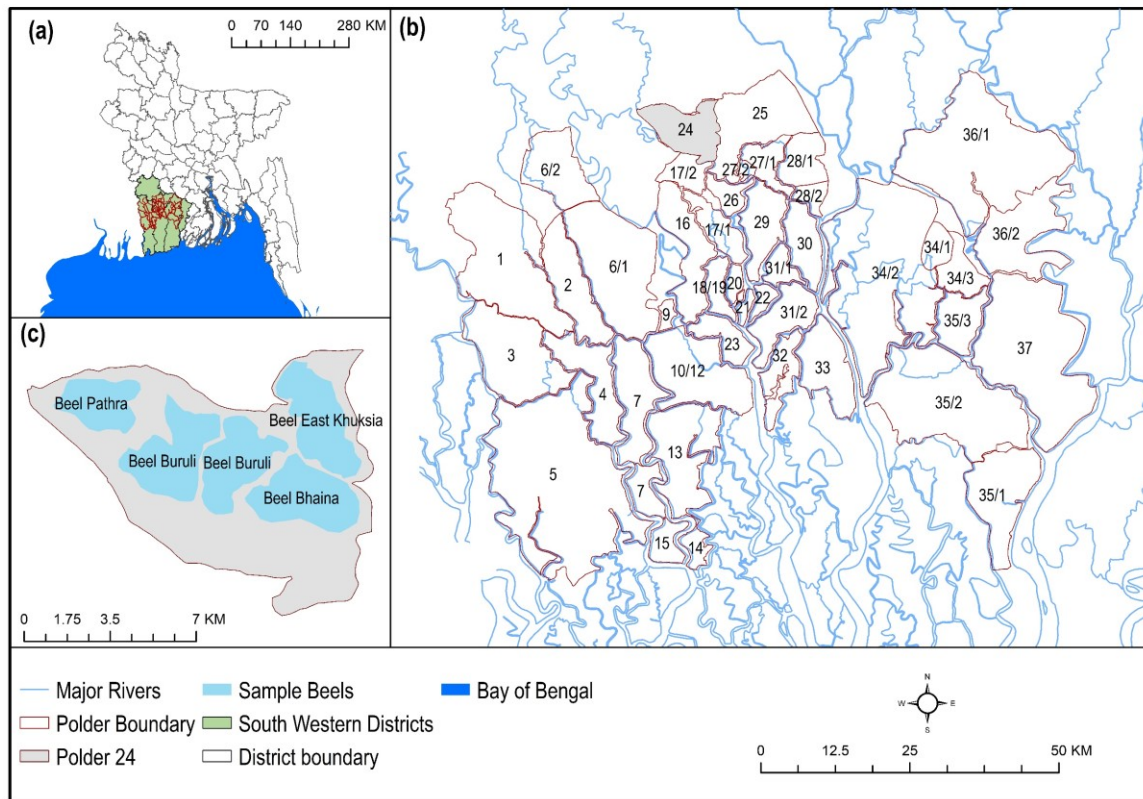 (a)
0 70 140 280 KM
(b)
24
25
36/1
6/2
17/2
27/2
27/1
28/1
26
28/2
16
17/1
29
36/2
1
2
6/1
30
34/1
34/2
34/3
31/1
18/19
20
21
22
9
31/2
35/3
3
23
32
33
37
10/12
4
7
35/2
13
5
7
35/1
15
14
(c)
Beel Pathra
Beel East Khuksia
Beel Buruli
Beel Buruli
Beel Bhaina
0 1.75 3.5 7 KM
Major Rivers
Sample Beels
Bay of Bengal
Polder Boundary
South Western Districts
Polder 24
District boundary
N
W E
S
0 12.5 25 50 KM